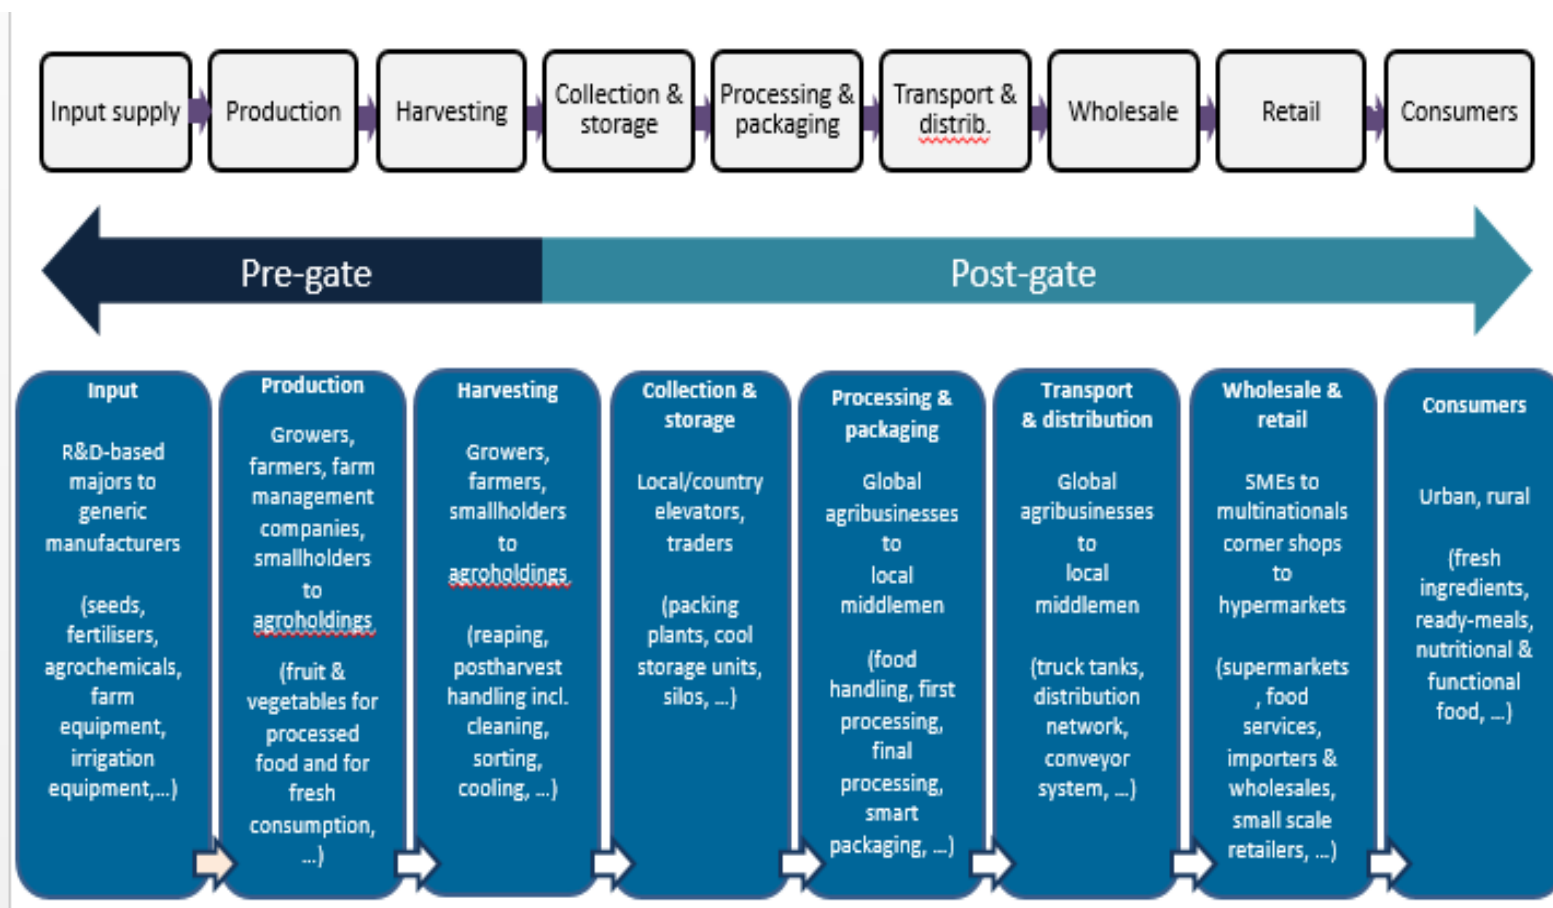 Input supply
Production
Harvesting
Collection &
storage
Processing &
packaging
Transport &
distrib.
Wholesale
Retail
Consumers
Pre-gate
Post-gate
Input
R&D-based
majors to
generic
manufacturers
(seeds,
fertilisers,
agrochemicals,
farm
equipment,
irrigation
equipment,...)
Production
Growers,
farmers, farm
management
companies,
smallholders
to
agroholdings
(fruit &
vegetables for
processed
food and for
fresh
consumption,
...)
Harvesting
Growers,
farmers,
smallholders
to
agroholdings
(reaping,
postharvest
handling incl.
cleaning,
sorting,
cooling, ...)
Collection &
storage
Local/country
elevators,
traders
(packing
plants, cool
storage units,
silos, ...)
Processing &
packaging
Global
agribusinesses
to
local
middlemen
(food
handling, first
processing,
final
processing,
smart
packaging, ...)
Transport
& distribution
Global
agribusinesses
to
local
middlemen
(truck tanks,
distribution
network,
conveyor
system, ...)
Wholesale &
retail
SMEs to
multinationals
corner shops
to
hypermarkets
(supermarkets
, food
services,
importers &
wholesales,
small scale
retailers, ...)
Consumers
Urban, rural
(fresh
ingredients,
ready-meals,
nutritional &
functional
food, ...)